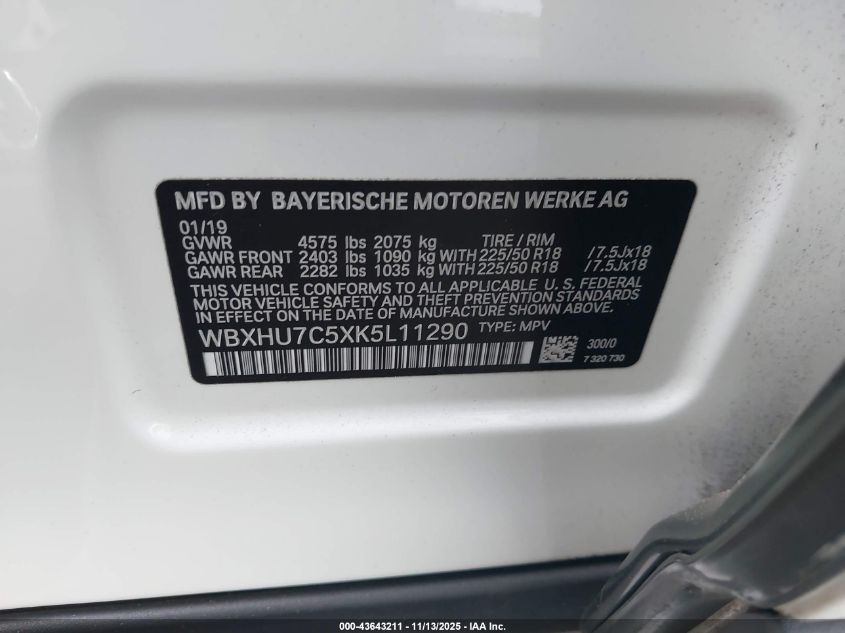 MFD BY BAYERISCHE MOTOREN WERKE AG
01/19
GVWR 4575 lbs 2075 kg TIRE / RIM
GAWR FRONT 2403 lbs 1090 kg WITH 225/50 R18 / 7.5Jx18
GAWR REAR 2282 lbs 1035 kg WITH 225/50 R18 / 7.5Jx18
THIS VEHICLE CONFORMS TO ALL APPLICABLE U. S. FEDERAL
MOTOR VEHICLE SAFETY AND THEFT PREVENTION STANDARDS
IN EFFECT ON THE DATE OF MANUFACTURE SHOWN ABOVE.
WBXHU7C5XK5L11290 TYPE: MPV
300/0
7 320 730
000-43643211 - 11/13/2025 - IAA Inc.